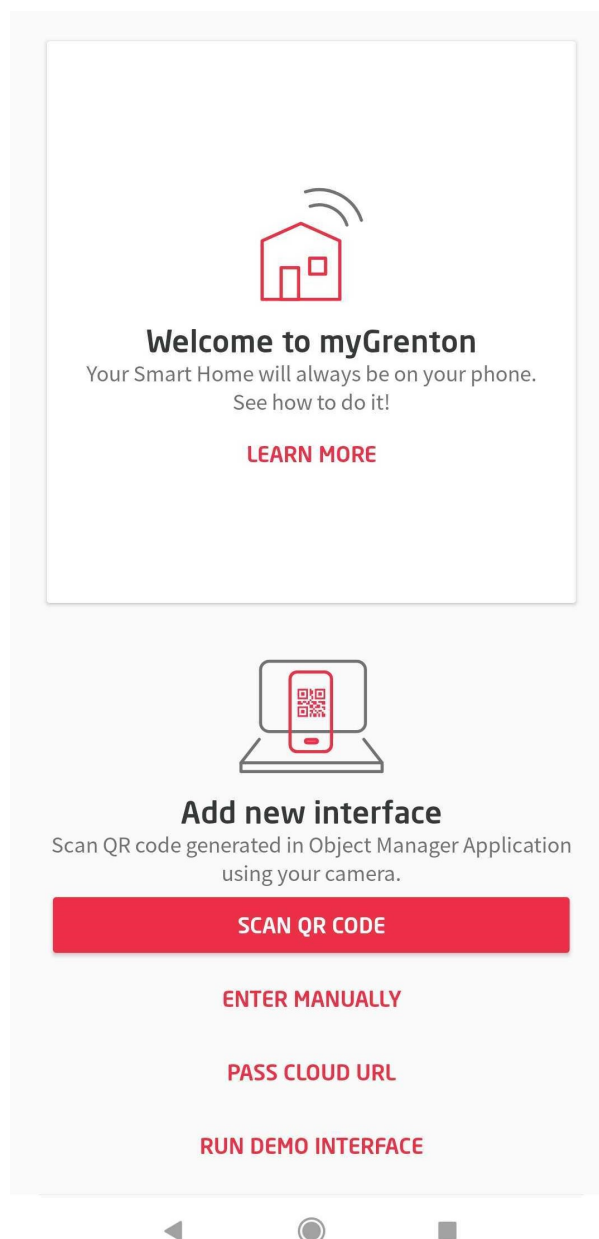 Welcome to myGrenton
Your Smart Home will always be on your phone.
See how to do it!
LEARN MORE
Add new interface
Scan QR code generated in Object Manager Application
using your camera.
SCAN QR CODE
ENTER MANUALLY
PASS CLOUD URL
RUN DEMO INTERFACE